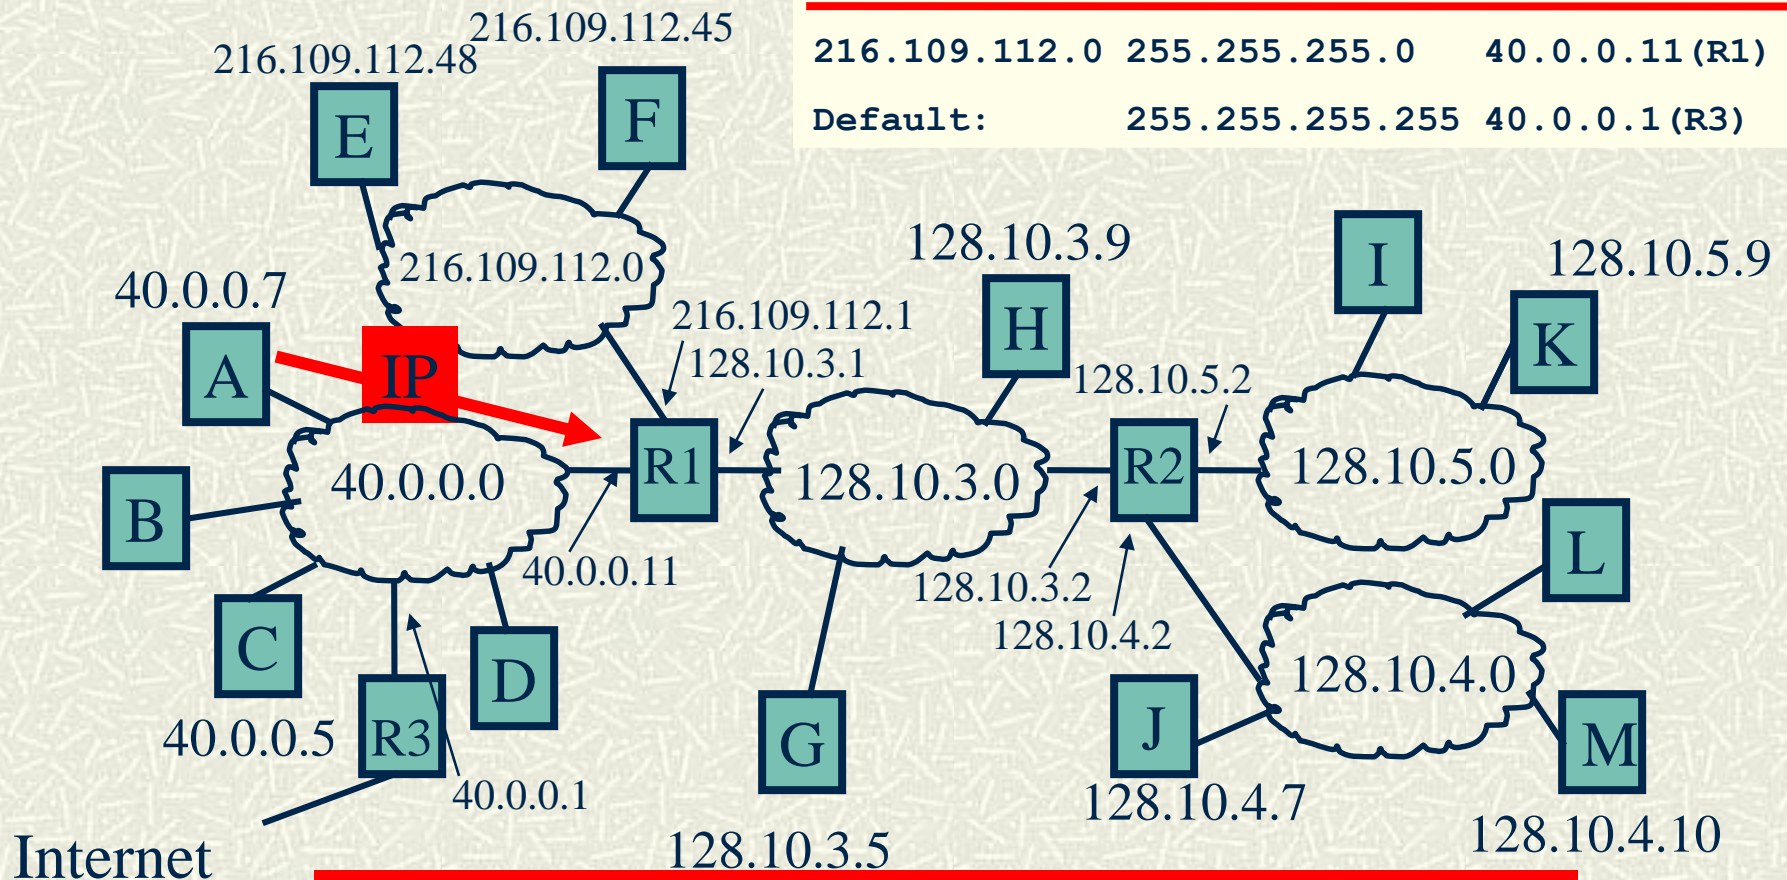 216.109.112.45
216.109.112.48
216.109.112.0 255.255.255.0 40.0.0.11(R1)
Default: 255.255.255.255 40.0.0.1(R3)
E
F
216.109.112.0
128.10.3.9
I
128.10.5.9
40.0.0.7
216.109.112.1
H
K
A
IP
128.10.3.1
128.10.5.2
40.0.0.0
R1
128.10.3.0
R2
128.10.5.0
B
40.0.0.11
128.10.3.2
L
128.10.4.2
C
D
128.10.4.0
40.0.0.5
R3
G
J
M
40.0.0.1
128.10.4.7
128.10.4.10
Internet
128.10.3.5